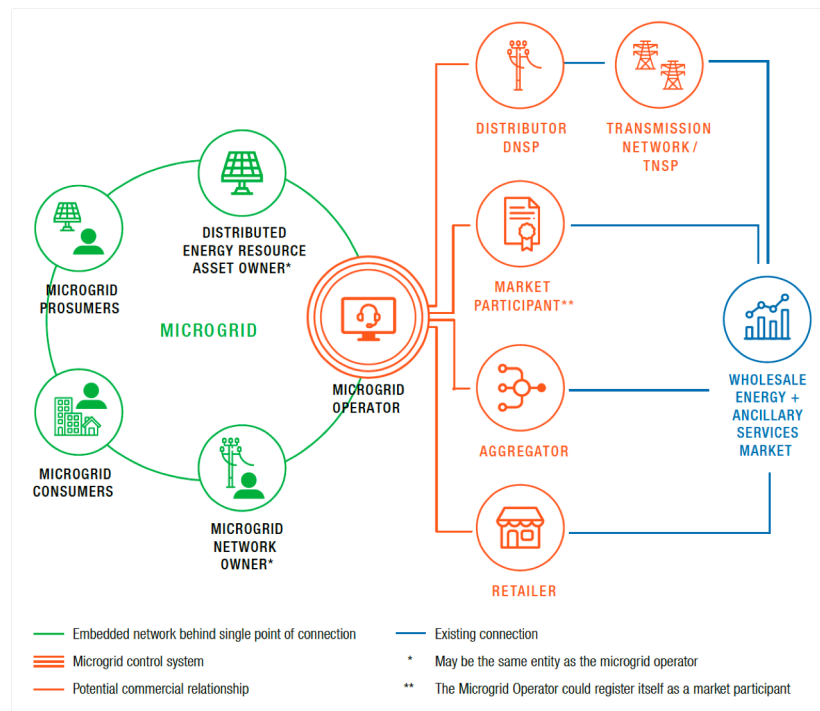 DISTRIBUTOR
DNSP
TRANSMISSION
NETWORK /
TNSP
DISTRIBUTED
ENERGY RESOURCE
ASSET OWNER*
MICROGRID
PROSUMERS
MARKET
PARTICIPANT**
MICROGRID
MICROGRID
OPERATOR
WHOLESALE
ENERGY +
ANCILLARY
SERVICES
MARKET
AGGREGATOR
MICROGRID
CONSUMERS
MICROGRID
NETWORK
OWNER*
RETAILER
Embedded network behind single point of connection
Microgrid control system
Potential commercial relationship
Existing connection
* May be the same entity as the microgrid operator
** The Microgrid Operator could register itself as a market participant